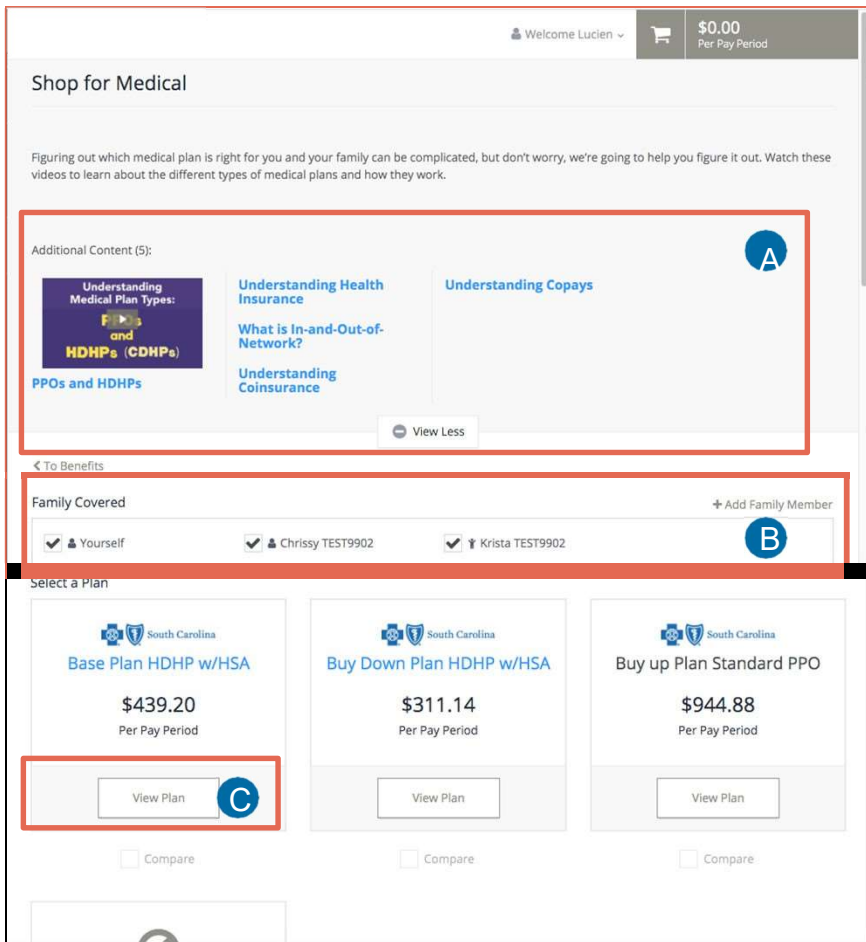 Welcome Lucien
$0.00
Per Pay Period
Shop for Medical
Figuring out which medical plan is right for you and your family can be complicated, but don't worry, we're going to help you figure it out. Watch these
videos to learn about the different types of medical plans and how they work.
Additional Content (5):
A
Understanding
Medical Plan Types:
PPOs
and
HDHPs (CDHPs)
PPOs and HDHPs
Understanding Health
Insurance
What is In-and-Out-of-
Network?
Understanding
Coinsurance
Understanding Copays
View Less
To Benefits
Family Covered
+ Add Family Member
Yourself
Chrissy TEST9902
Krista TEST9902
B
Select a Plan
South Carolina
Base Plan HDHP w/HSA
$439.20
Per Pay Period
View Plan
C
Compare
South Carolina
Buy Down Plan HDHP w/HSA
$311.14
Per Pay Period
View Plan
Compare
South Carolina
Buy up Plan Standard PPO
$944.88
Per Pay Period
View Plan
Compare